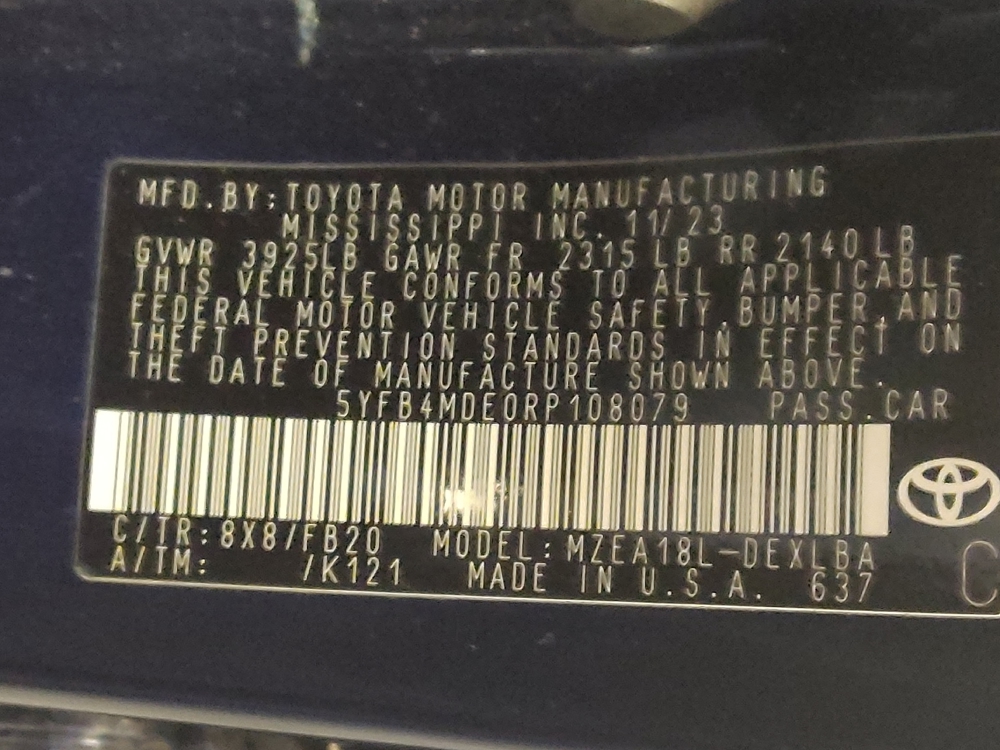 MFD.BY:TOYOTA MOTOR MANUFACTURING
MISSISSIPPI INC. 11/23
GVWR 3925LB GAWR FR 2315LB RR 2140LB
THIS VEHICLE CONFORMS TO ALL APPLICABLE
FEDERAL MOTOR VEHICLE SAFETY,BUMPER,AND
THEFT PREVENTION STANDARDS IN EFFECT ON
THE DATE OF MANUFACTURE SHOWN ABOVE.
5YFB4MDE0RP108079 PASS.CAR
C/TR:8X8/FB20 MODEL:MZEA18L-DEXLBA
A/TM: /K121 MADE IN U.S.A. 637
C